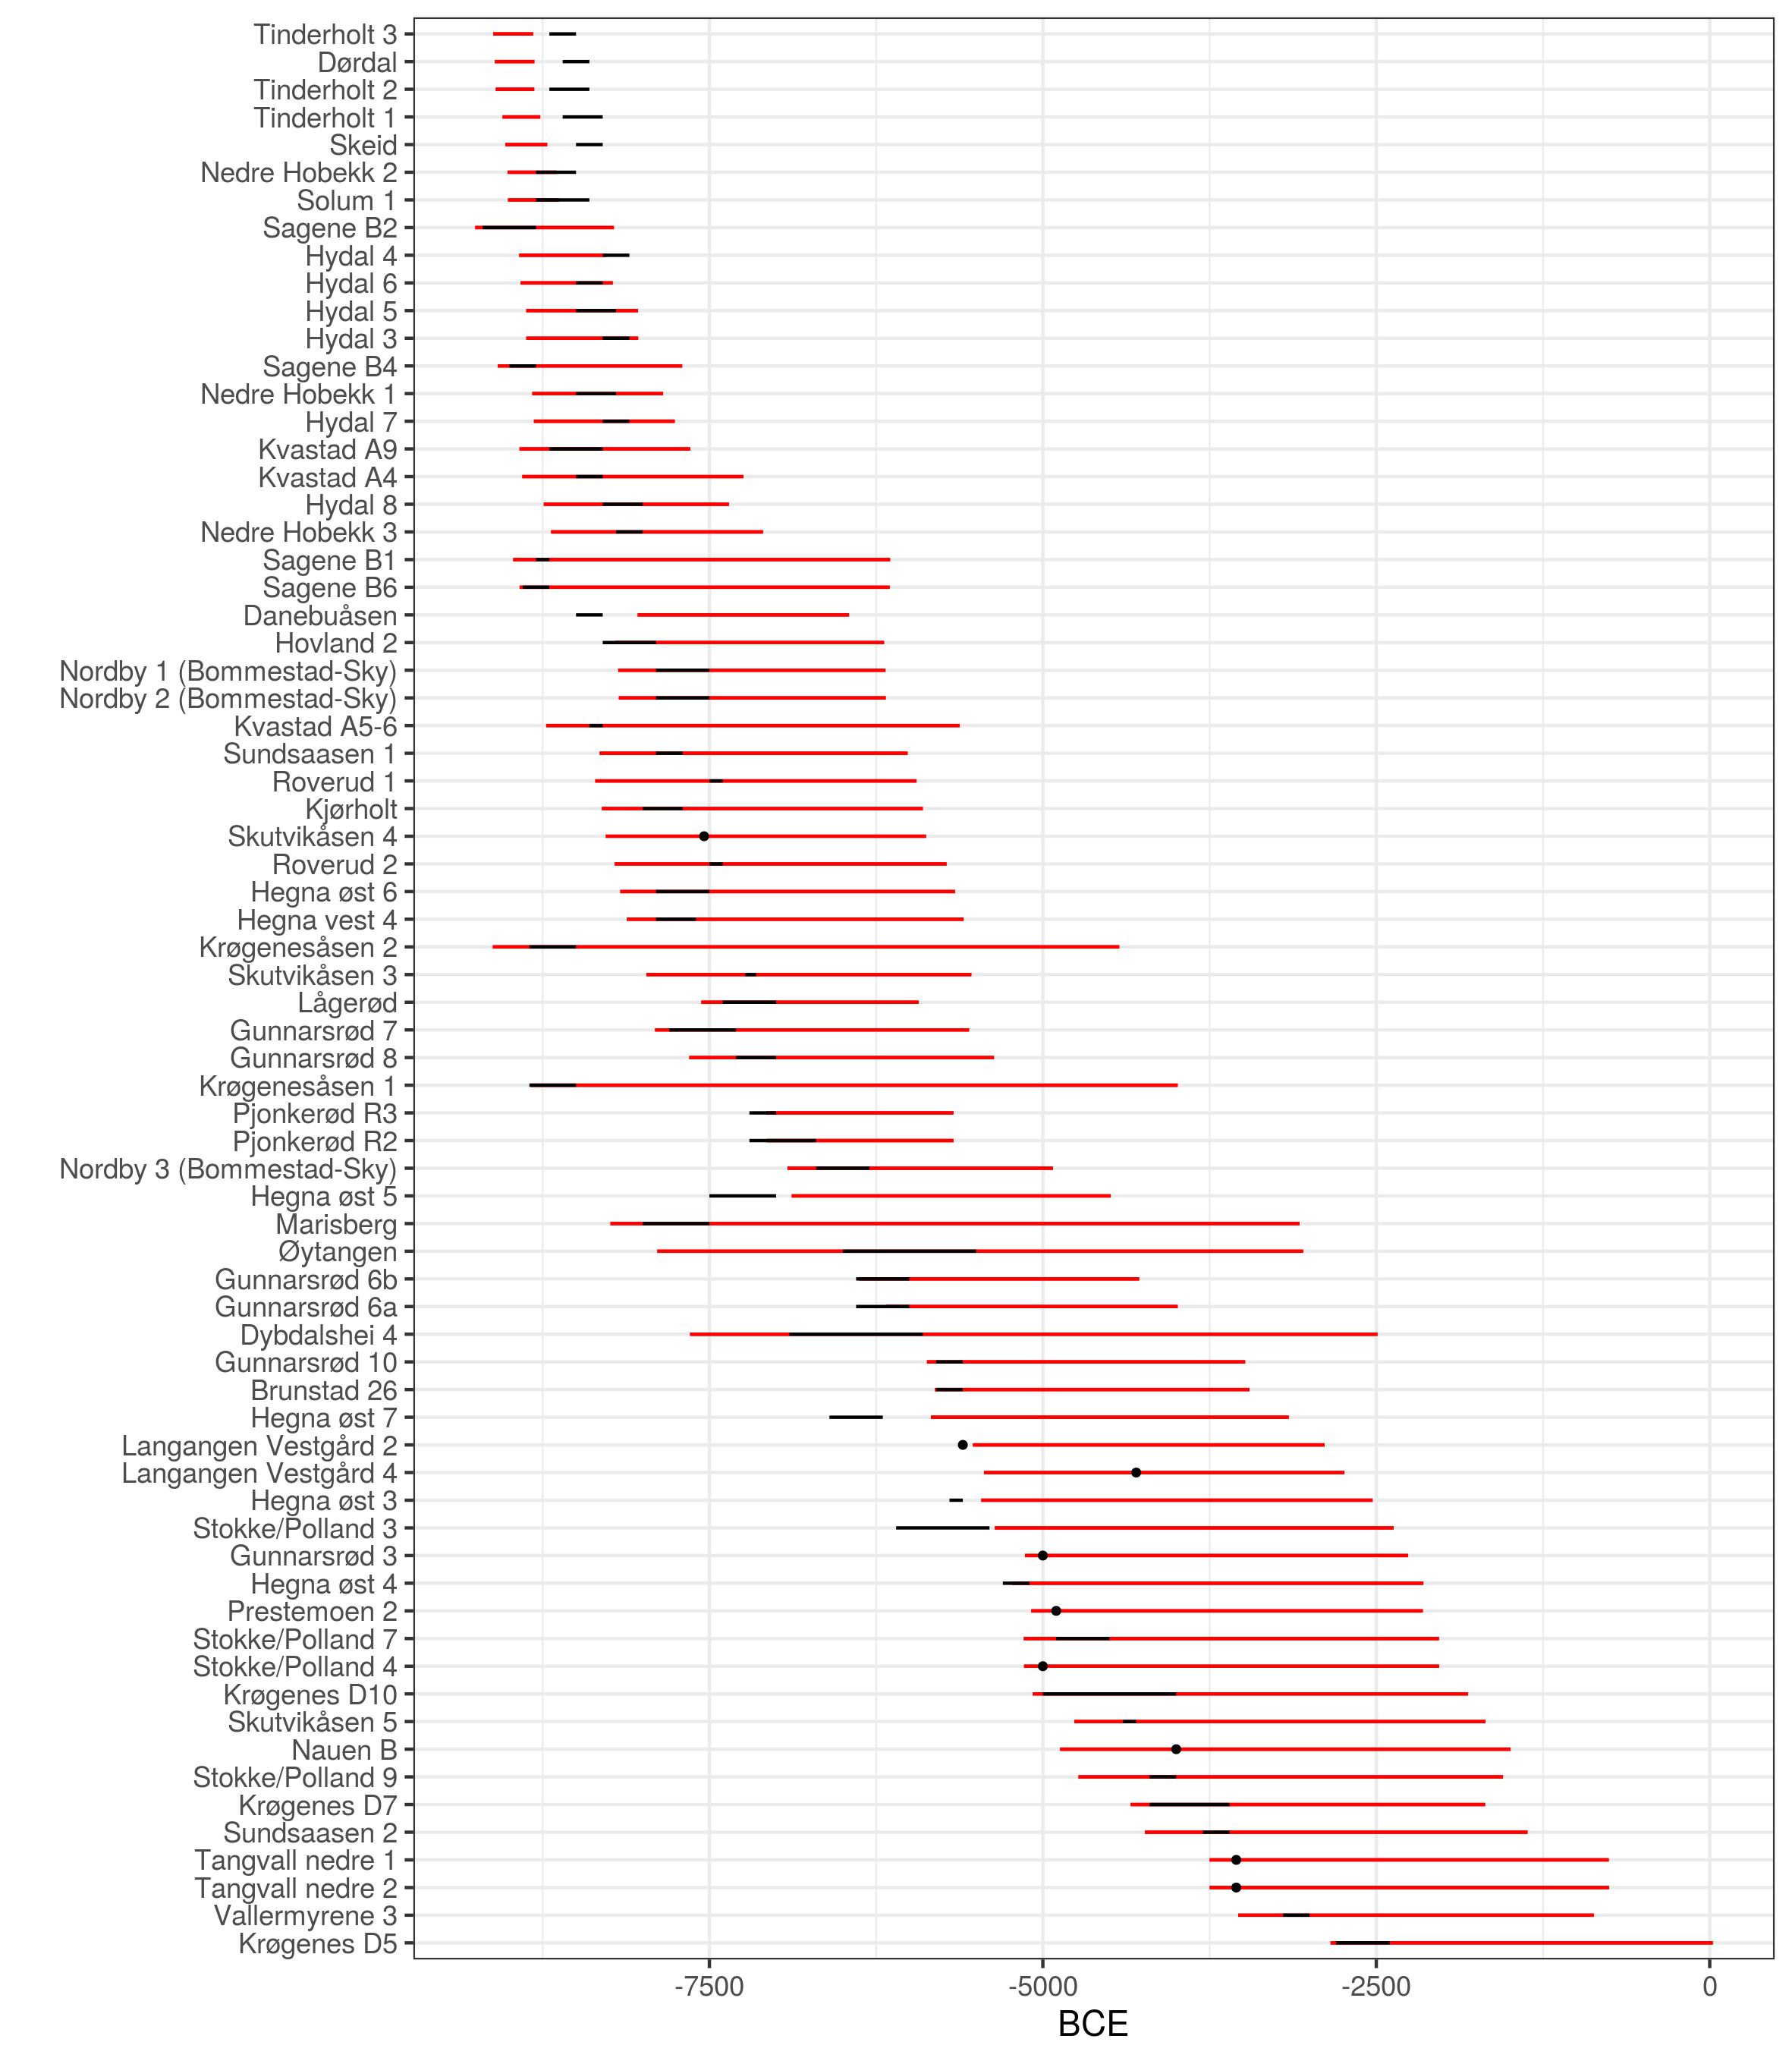 Tinderholt 3
Dørdal
Tinderholt 2
Tinderholt 1
Skeid
Nedre Hobekk 2
Solum 1
Sagene B2
Hydal 4
Hydal 6
Hydal 5
Hydal 3
Sagene B4
Nedre Hobekk 1
Hydal 7
Kvastad A9
Kvastad A4
Hydal 8
Nedre Hobekk 3
Sagene B1
Sagene B6
Danebuåsen
Hovland 2
Nordby 1 (Bommestad-Sky)
Nordby 2 (Bommestad-Sky)
Kvastad A5-6
Sundsaasen 1
Roverud 1
Kjørholt
Skutvikåsen 4
Roverud 2
Hegna øst 6
Hegna vest 4
Krøgenesåsen 2
Skutvikåsen 3
Lågerød
Gunnarsrød 7
Gunnarsrød 8
Krøgenesåsen 1
Pjonkerød R3
Pjonkerød R2
Nordby 3 (Bommestad-Sky)
Hegna øst 5
Marisberg
Øytangen
Gunnarsrød 6b
Gunnarsrød 6a
Dybdalshei 4
Gunnarsrød 10
Brunstad 26
Hegna øst 7
Langangen Vestgård 2
Langangen Vestgård 4
Hegna øst 3
Stokke/Polland 3
Gunnarsrød 3
Hegna øst 4
Prestemoen 2
Stokke/Polland 7
Stokke/Polland 4
Krøgenes D10
Skutvikåsen 5
Nauen B
Stokke/Polland 9
Krøgenes D7
Sundsaasen 2
Tangvall nedre 1
Tangvall nedre 2
Vallermyrene 3
Krøgenes D5
-7500 -5000 -2500 0
BCE